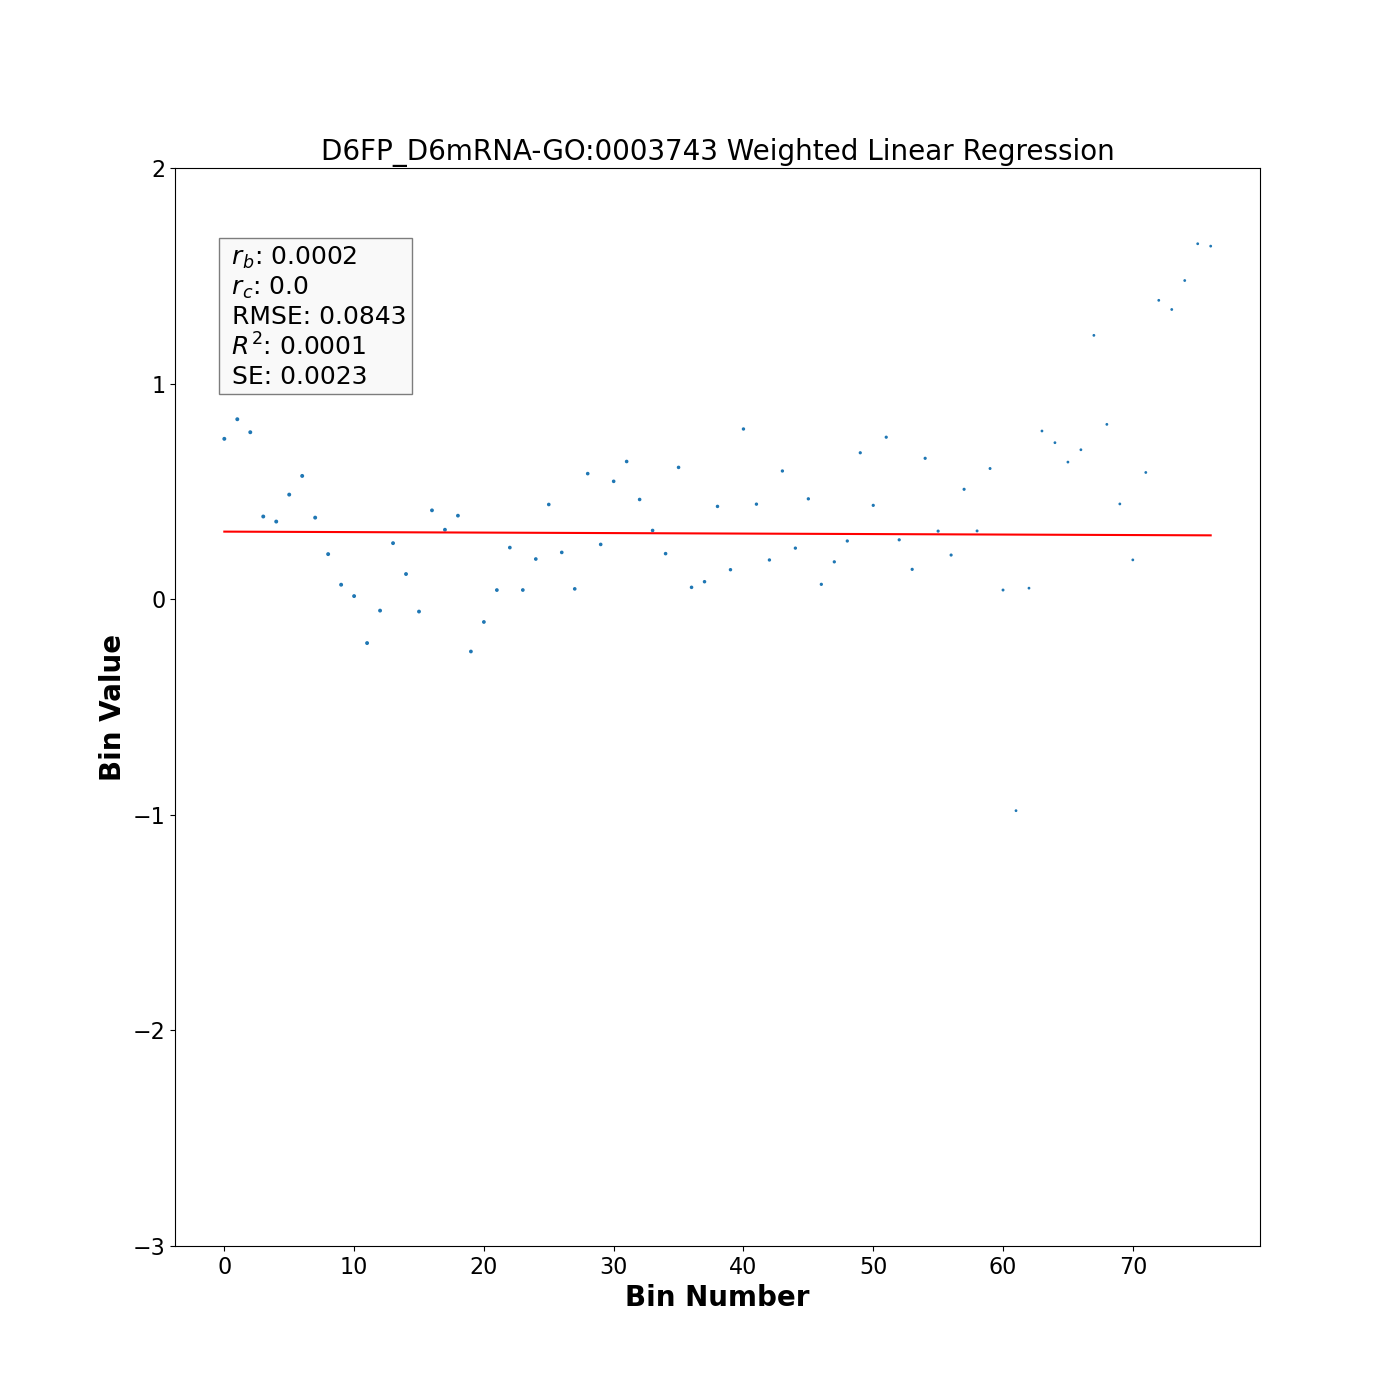 D6FP_D6mRNA-GO:0003743 Weighted Linear Regression
2
1
0
−1
−2
−3
Bin Value
r_b: 0.0002
r_c: 0.0
RMSE: 0.0843
R²: 0.0001
SE: 0.0023
0 10 20 30 40 50 60 70
Bin Number